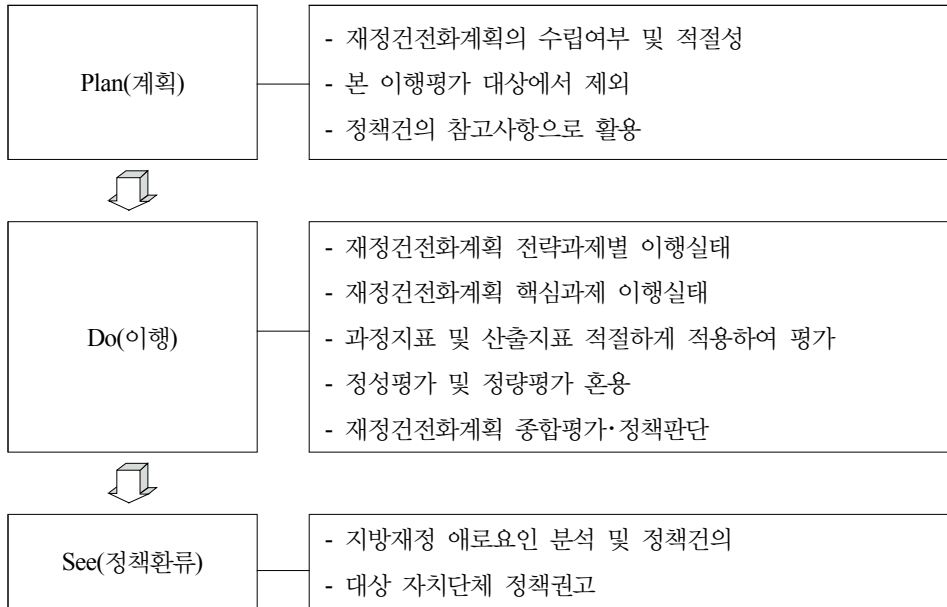 Plan(계획)
- 재정건전화계획의 수립여부 및 적절성
- 본 이행평가 대상에서 제외
- 정책건의 참고사항으로 활용
Do(이행)
- 재정건전화계획 전략과제별 이행실태
- 재정건전화계획 핵심과제 이행실태
- 과정지표 및 산출지표 적절하게 적용하여 평가
- 정성평가 및 정량평가 혼용
- 재정건전화계획 종합평가·정책판단
See(정책환류)
- 지방재정 애로요인 분석 및 정책건의
- 대상 자치단체 정책권고